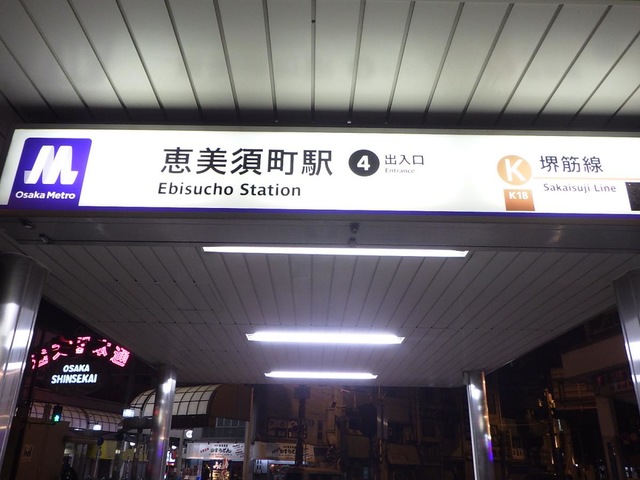 Osaka Metro
恵美須町駅
Ebisucho Station
4
出入口
Entrance
K
K18
堺筋線
Sakaisuji Line
OSAKA
SHINSEKAI